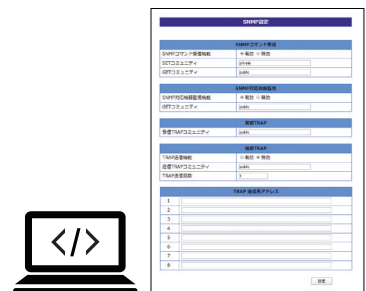 SNMP設定
SNMPコマンド受信
SNMPコマンド受信機能 有効 無効
SETコミュニティ private
GETコミュニティ public
SNMP対応機器監視
SNMP対応機器監視機能 有効 無効
GETコミュニティ public
受信TRAP
受信TRAPコミュニティ public
送信TRAP
TRAP送信機能 有効 無効
送信TRAPコミュニティ public
TRAP送信回数 1
TRAP 送信先アドレス
1
2
3
4
5
6
7
8
設定
</>